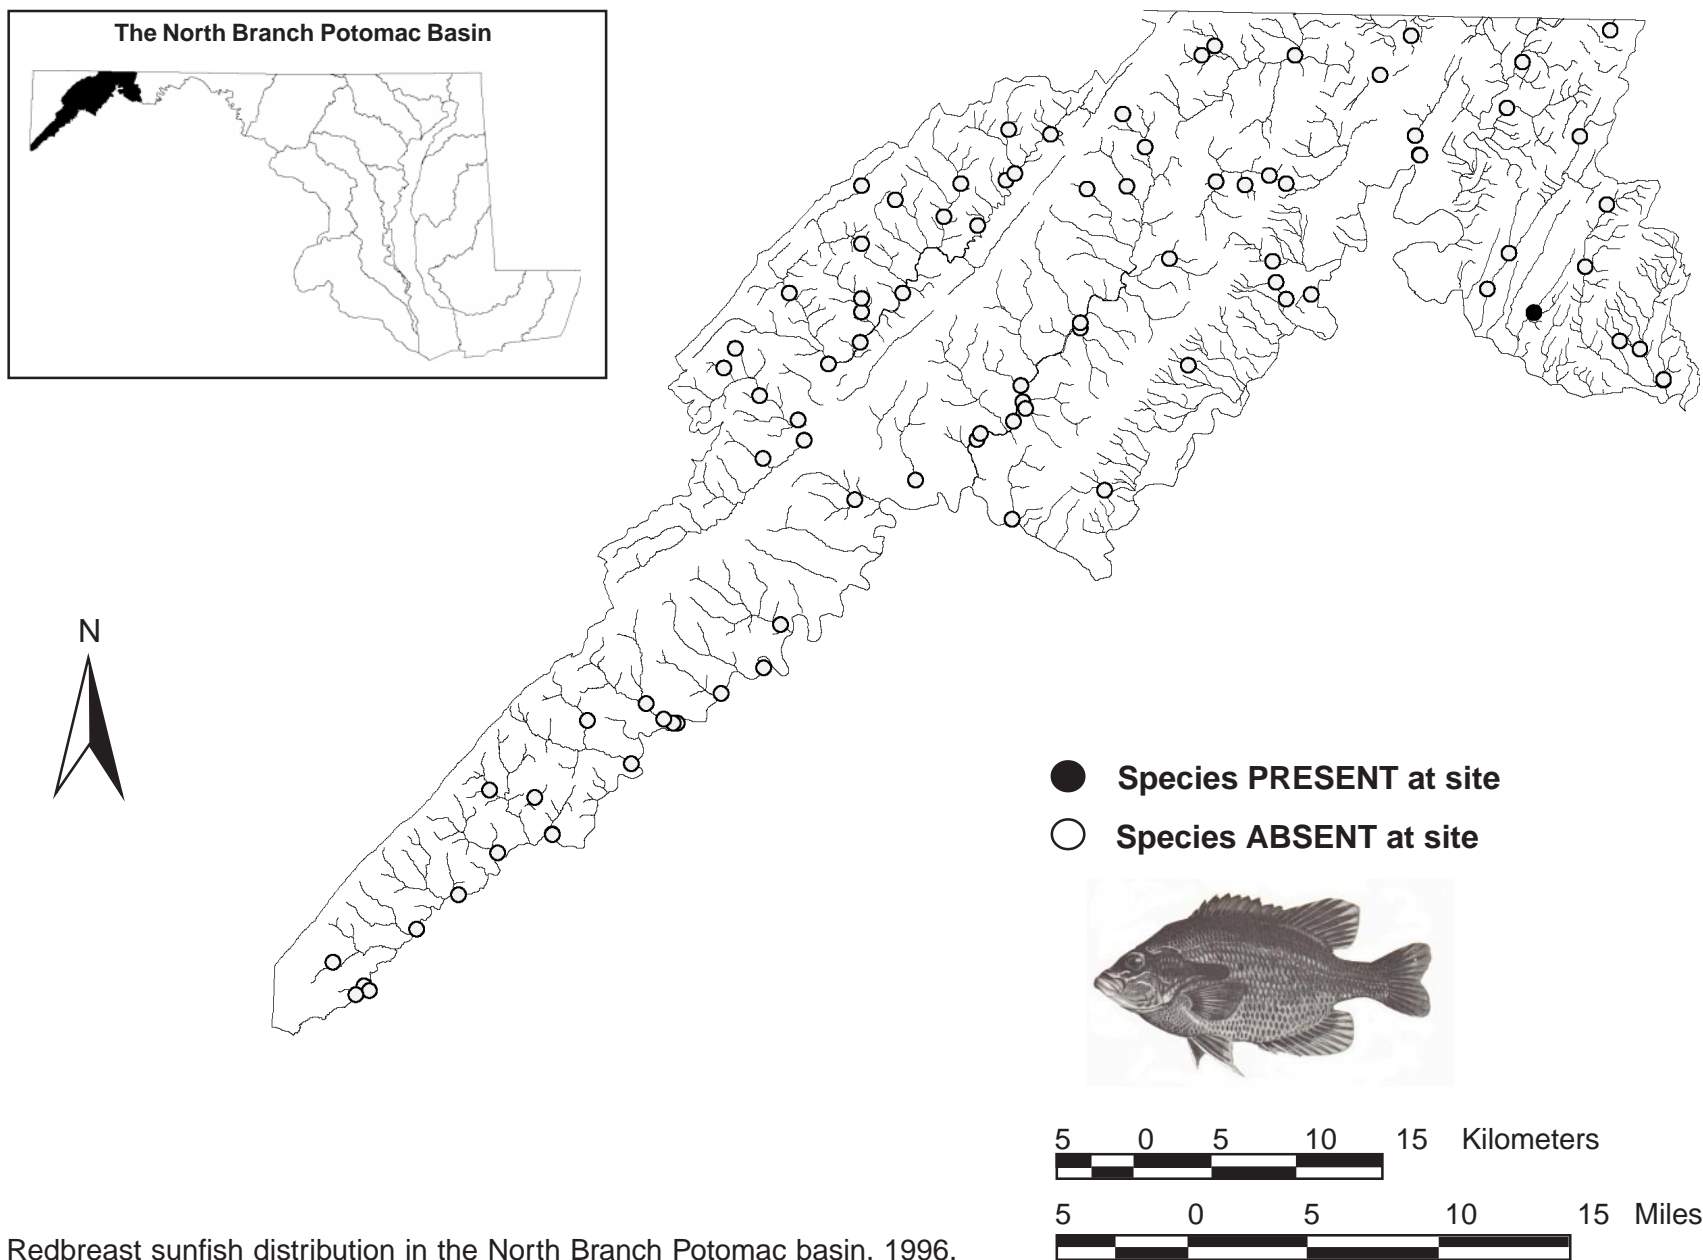 The North Branch Potomac Basin
N
Species PRESENT at site
Species ABSENT at site
5 0 5 10 15 Kilometers
5 0 5 10 15 Miles
Redbreast sunfish distribution in the North Branch Potomac basin, 1996.